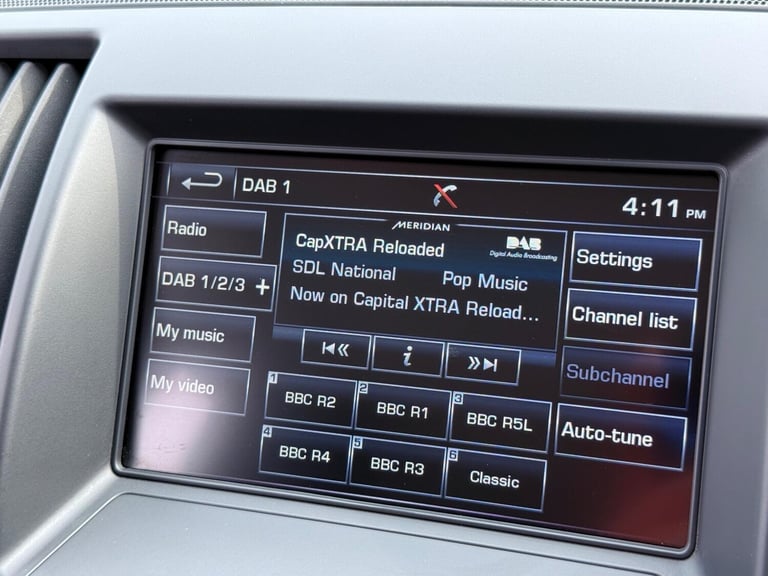 DAB 1
4:11 PM
Radio
DAB 1/2/3 +
My music
My video
MERIDIAN
CapXTRA Reloaded
DAB
Digital Audio Broadcasting
SDL National Pop Music
Now on Capital XTRA Reload...
i
1 BBC R2
2 BBC R1
3 BBC R5L
4 BBC R4
5 BBC R3
6 Classic
Settings
Channel list
Subchannel
Auto-tune